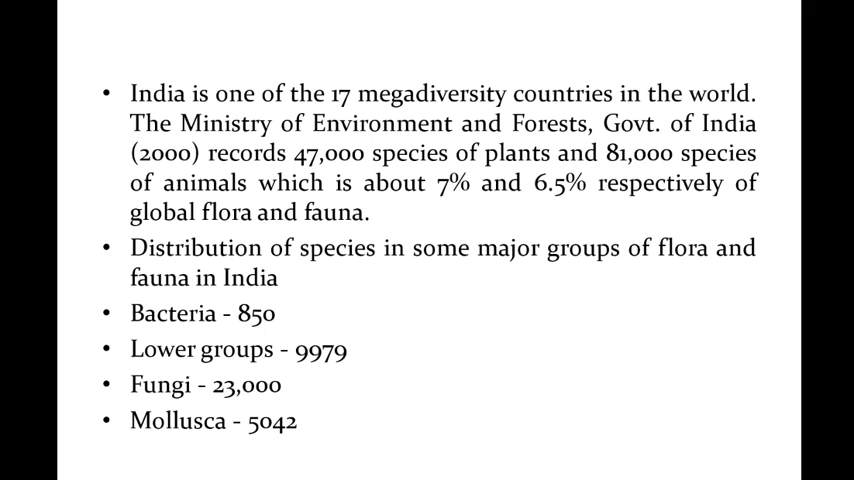 • India is one of the 17 megadiversity countries in the world.
The Ministry of Environment and Forests, Govt. of India
(2000) records 47,000 species of plants and 81,000 species
of animals which is about 7% and 6.5% respectively of
global flora and fauna.
• Distribution of species in some major groups of flora and
fauna in India
• Bacteria - 850
• Lower groups - 9979
• Fungi - 23,000
• Mollusca - 5042